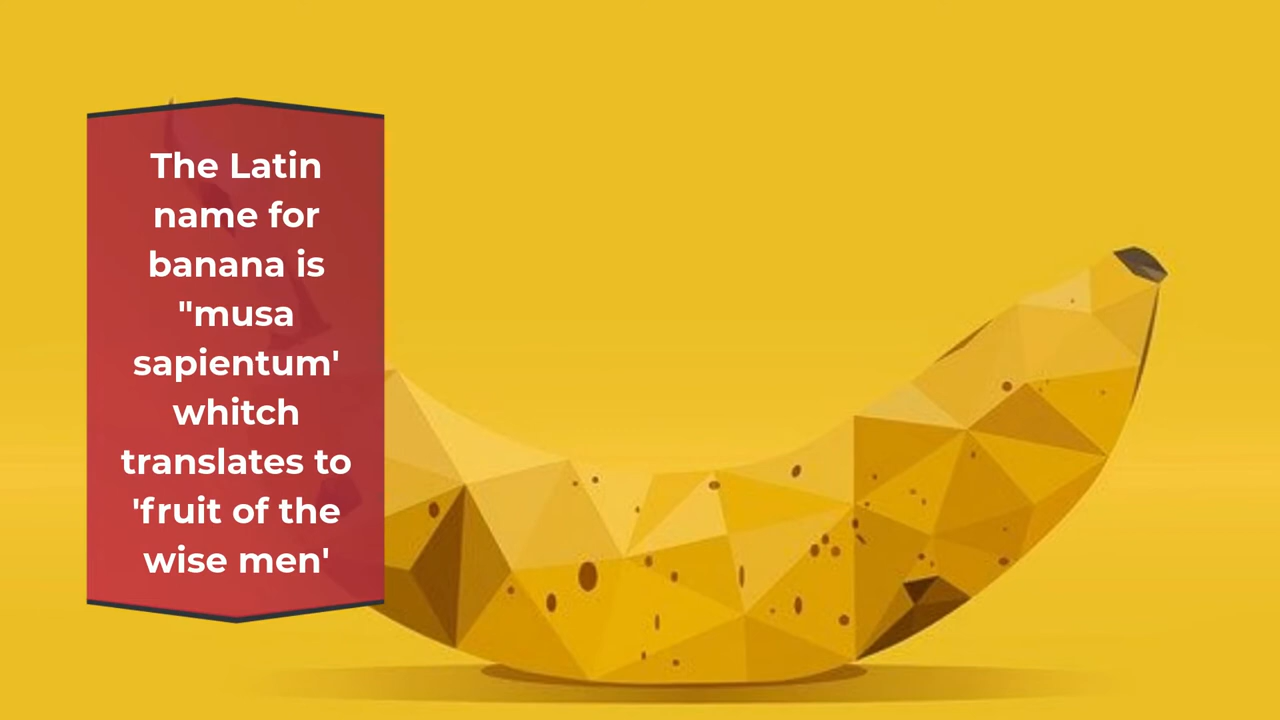 The Latin
name for
banana is
"musa
sapientum'
whitch
translates to
'fruit of the
wise men'